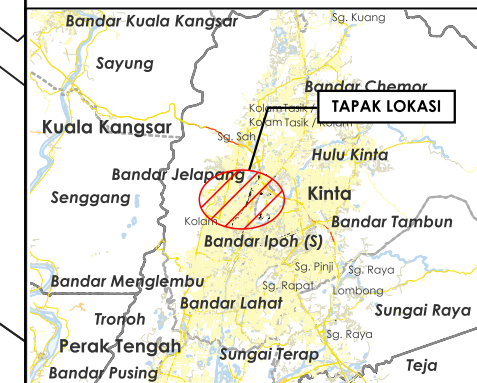 Bandar Kuala Kangsar
Sg. Kuang
Sayung
Bandar Chemor
Kolam Tasik /
TAPAK LOKASI
Kolam Tasik / Kolam
Kuala Kangsar
Sg. Sah
Hulu Kinta
Bandar Jelapang
Senggang
Kinta
Kolam
Bandar Tambun
Bandar Ipoh (S)
Sg. Pinji
Sg. Raya
Bandar Menglembu
Sg. Rapat
Lombong
Bandar Lahat
Sungai Raya
Tronoh
Sg. Raya
Perak Tengah
Sungai Terap
Teja
Bandar Pusing